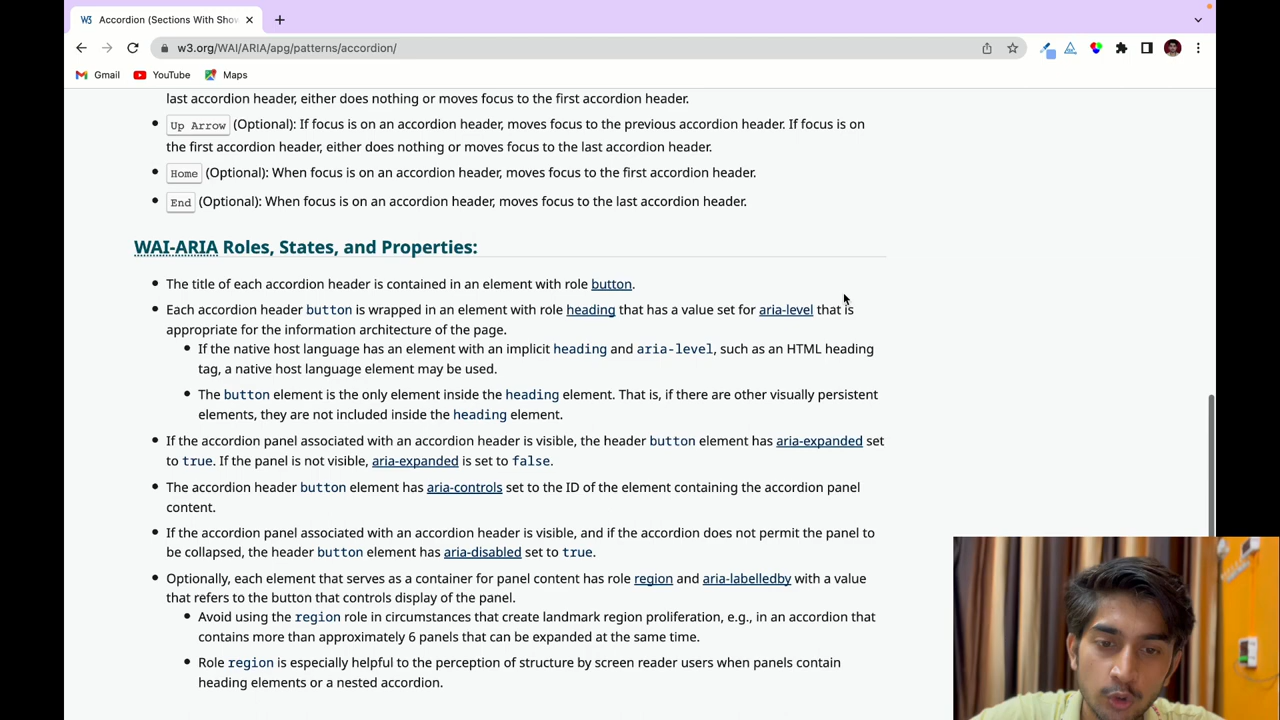 Accordion (Sections With Show
w3.org/WAI/ARIA/apg/patterns/accordion/
Gmail YouTube Maps
last accordion header, either does nothing or moves focus to the first accordion header.
Up Arrow (Optional): If focus is on an accordion header, moves focus to the previous accordion header. If focus is on
the first accordion header, either does nothing or moves focus to the last accordion header.
Home (Optional): When focus is on an accordion header, moves focus to the first accordion header.
End (Optional): When focus is on an accordion header, moves focus to the last accordion header.
WAI-ARIA Roles, States, and Properties:
The title of each accordion header is contained in an element with role button.
Each accordion header button is wrapped in an element with role heading that has a value set for aria-level that is
appropriate for the information architecture of the page.
If the native host language has an element with an implicit heading and aria-level, such as an HTML heading
tag, a native host language element may be used.
The button element is the only element inside the heading element. That is, if there are other visually persistent
elements, they are not included inside the heading element.
If the accordion panel associated with an accordion header is visible, the header button element has aria-expanded set
to true. If the panel is not visible, aria-expanded is set to false.
The accordion header button element has aria-controls set to the ID of the element containing the accordion panel
content.
If the accordion panel associated with an accordion header is visible, and if the accordion does not permit the panel to
be collapsed, the header button element has aria-disabled set to true.
Optionally, each element that serves as a container for panel content has role region and aria-labelledby with a value
that refers to the button that controls display of the panel.
Avoid using the region role in circumstances that create landmark region proliferation, e.g., in an accordion that
contains more than approximately 6 panels that can be expanded at the same time.
Role region is especially helpful to the perception of structure by screen reader users when panels contain
heading elements or a nested accordion.